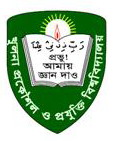 رَبِّ زِدْنِي عِلْمًا
প্রভু!
আমায়
জ্ঞান দাও
খুলনা প্রকৌশল ও প্রযুক্তি বিশ্ববিদ্যালয়